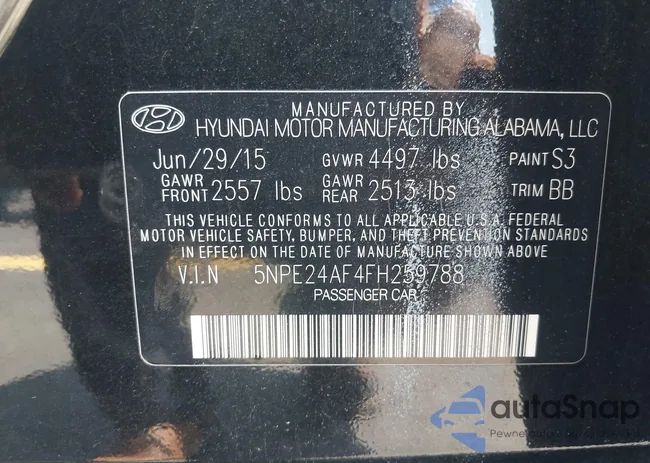 MANUFACTURED BY
HYUNDAI MOTOR MANUFACTURING ALABAMA, LLC
Jun/29/15 GVWR 4497 lbs PAINT S3
GAWR FRONT 2557 lbs GAWR REAR 2513 lbs TRIM BB
THIS VEHICLE CONFORMS TO ALL APPLICABLE U.S.A. FEDERAL
MOTOR VEHICLE SAFETY, BUMPER, AND THEFT PREVENTION STANDARDS
IN EFFECT ON THE DATE OF MANUFACTURE SHOWN ABOVE
V.I.N 5NPE24AF4FH259788
PASSENGER CAR
autoSnap